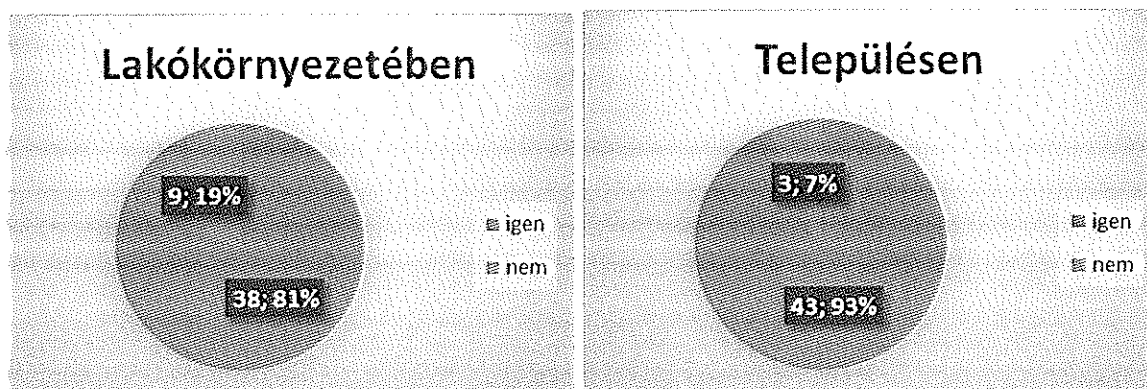 Lakókörnyezetében
9; 19%
38; 81%
igen
nem
Településen
3; 7%
43; 93%
igen
nem